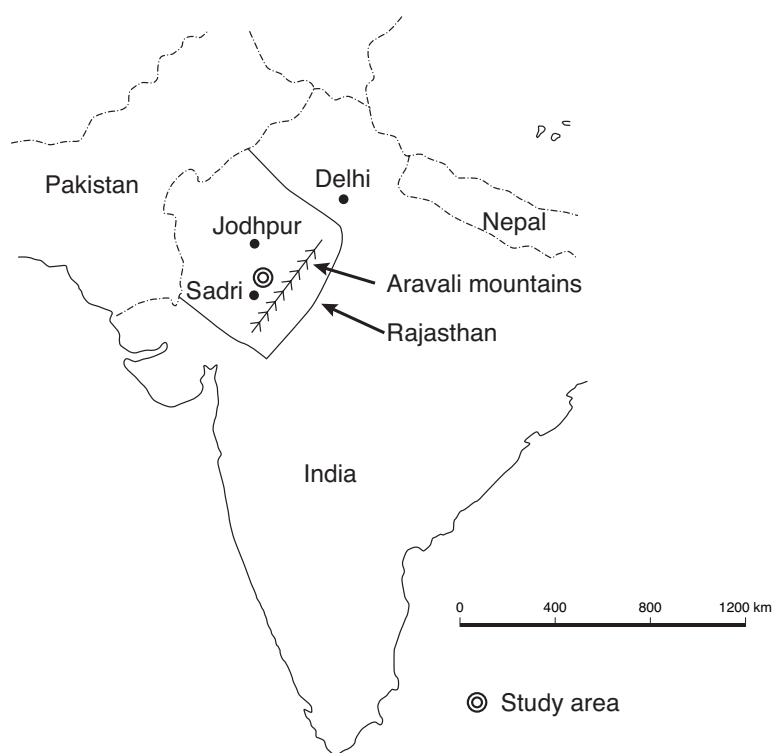 Pakistan
Delhi
Nepal
Jodhpur
Sadri
Aravali mountains
Rajasthan
India
0 400 800 1200 km
Study area